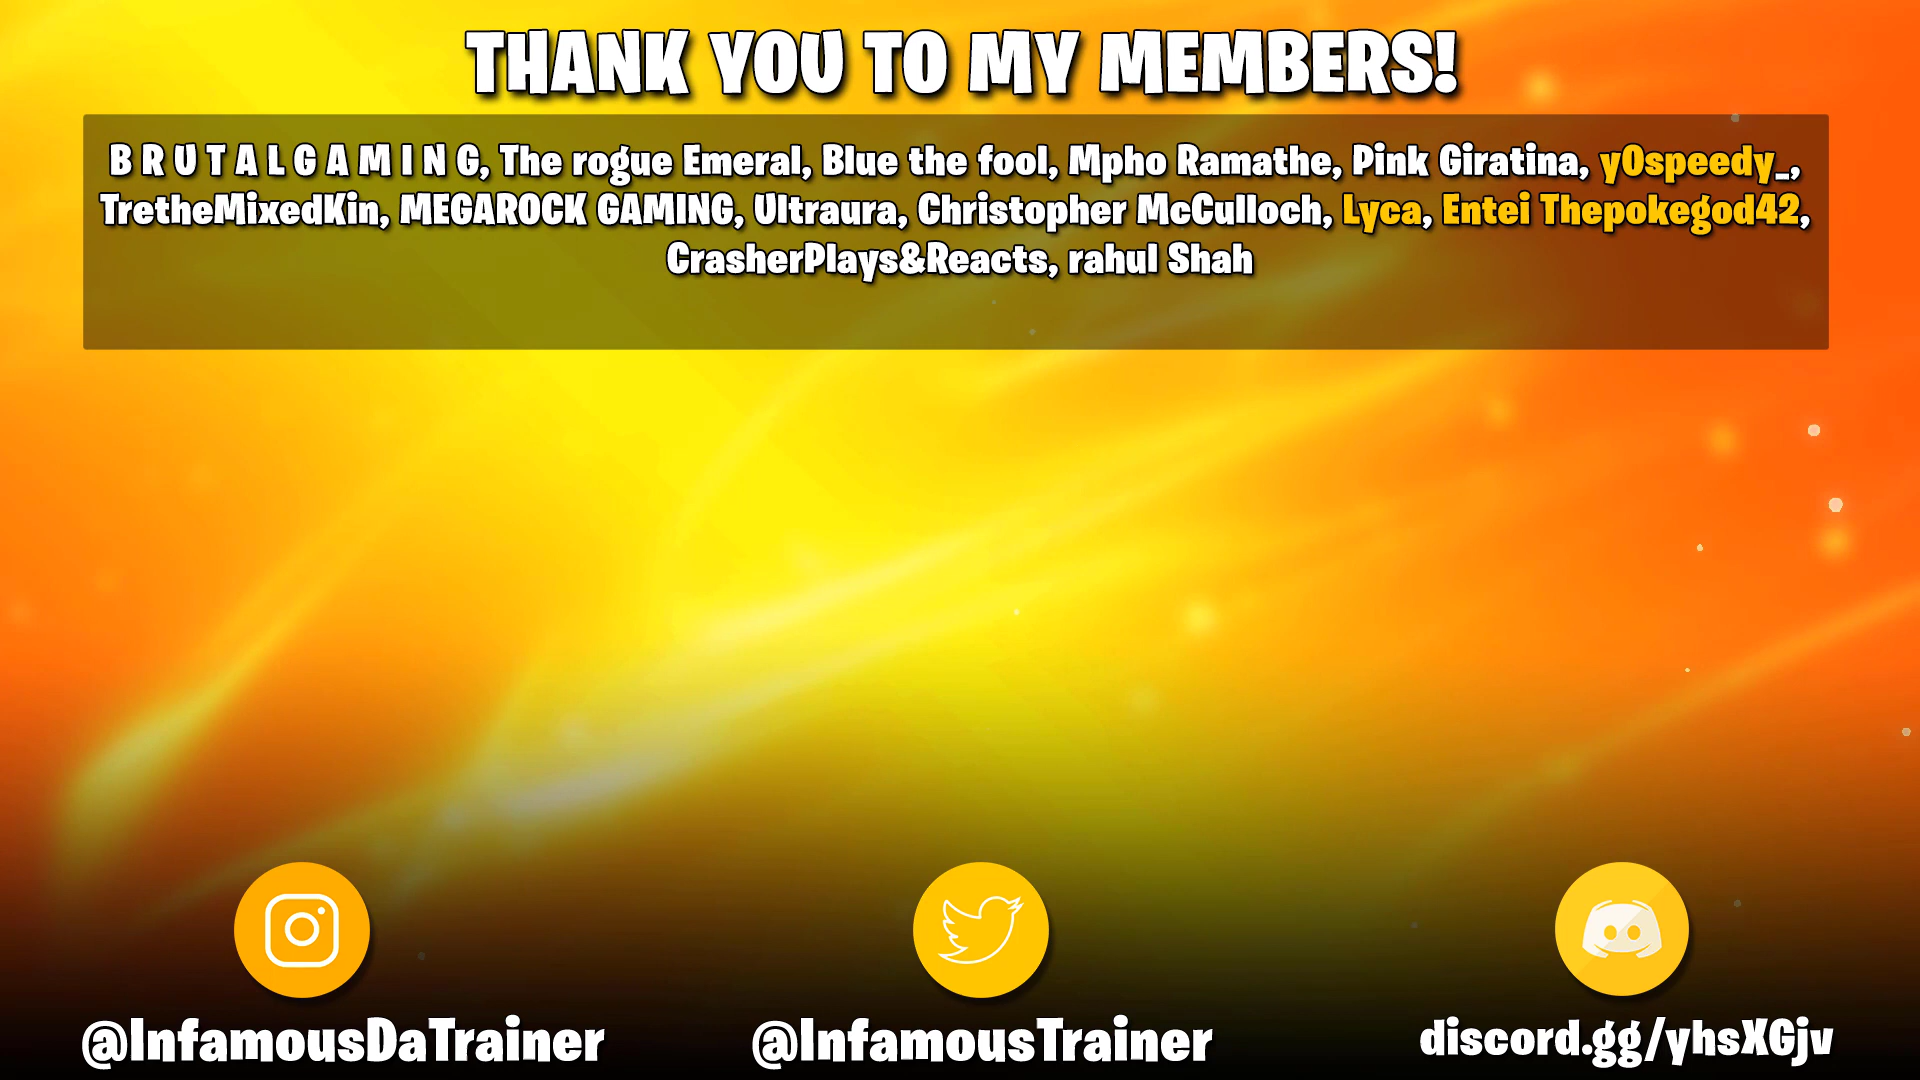 THANK YOU TO MY MEMBERS!
B R U T A L G A M I N G, The rogue Emeral, Blue the fool, Mpho Ramathe, Pink Giratina, yOspeedy_,
TretheMixedKin, MEGAROCK GAMING, Ultraura, Christopher McCulloch, Lyca, Entei Thepokegod42,
CrasherPlays&Reacts, rahul Shah
@InfamousDaTrainer
@InfamousTrainer
discord.gg/yhsXGjv